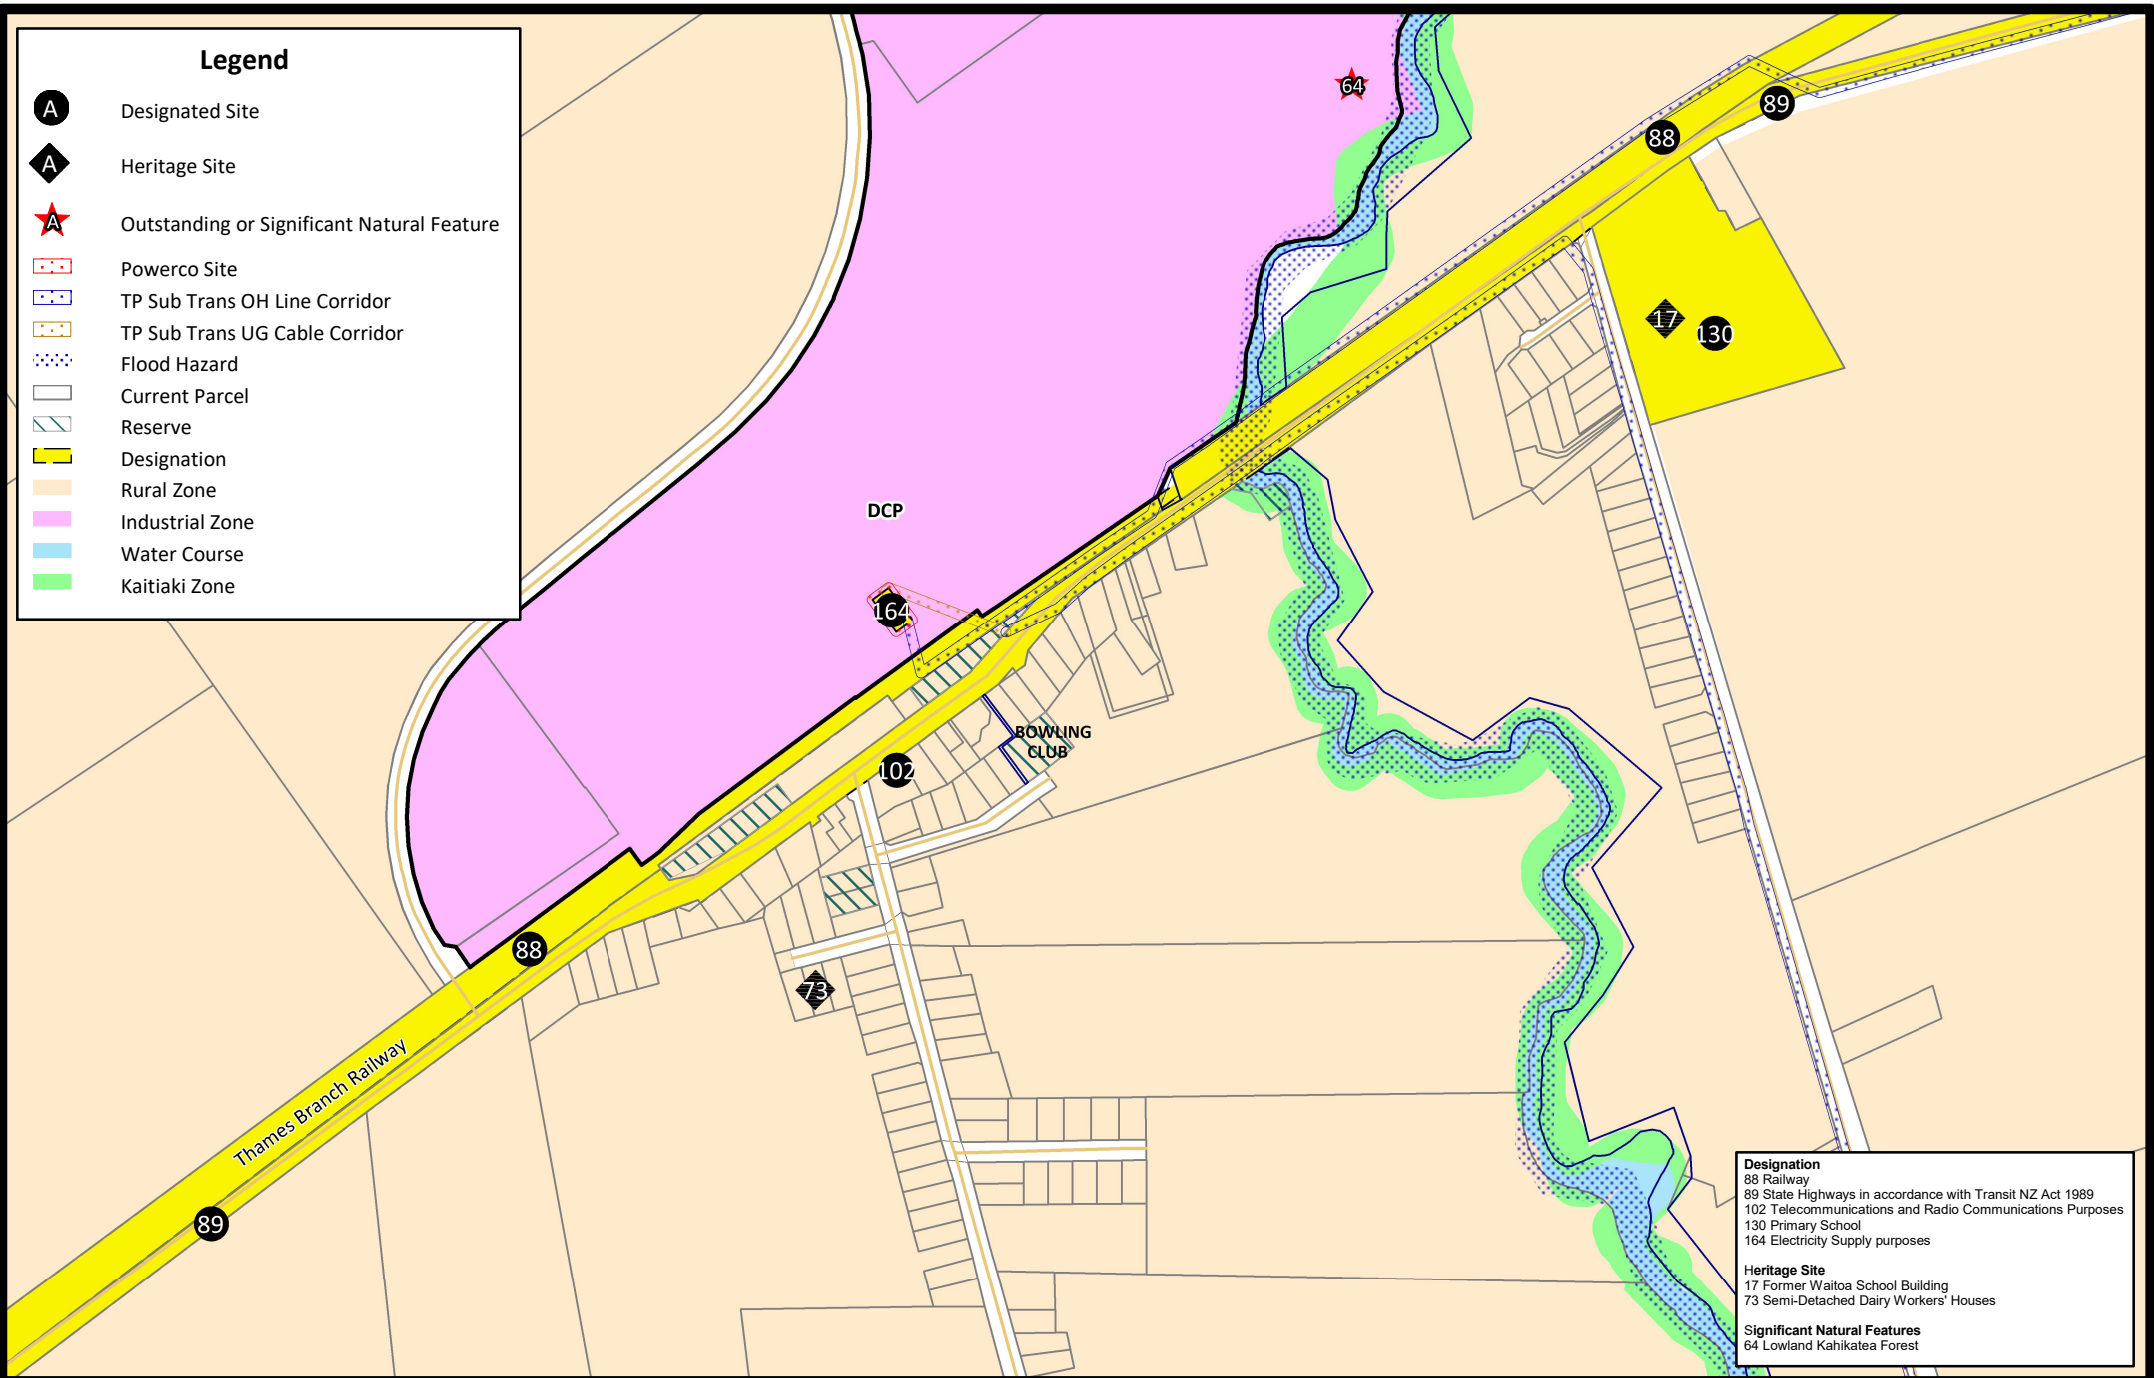 Legend
A Designated Site
A Heritage Site
A Outstanding or Significant Natural Feature
Powerco Site
TP Sub Trans OH Line Corridor
TP Sub Trans UG Cable Corridor
Flood Hazard
Current Parcel
Reserve
Designation
Rural Zone
Industrial Zone
Water Course
Kaitiaki Zone
64
89
88
17
130
DCP
164
BOWLING
CLUB
102
88
73
Thames Branch Railway
89
Designation
88 Railway
89 State Highways in accordance with Transit NZ Act 1989
102 Telecommunications and Radio Communications Purposes
130 Primary School
164 Electricity Supply purposes
Heritage Site
17 Former Waitoa School Building
73 Semi-Detached Dairy Workers' Houses
Significant Natural Features
64 Lowland Kahikatea Forest